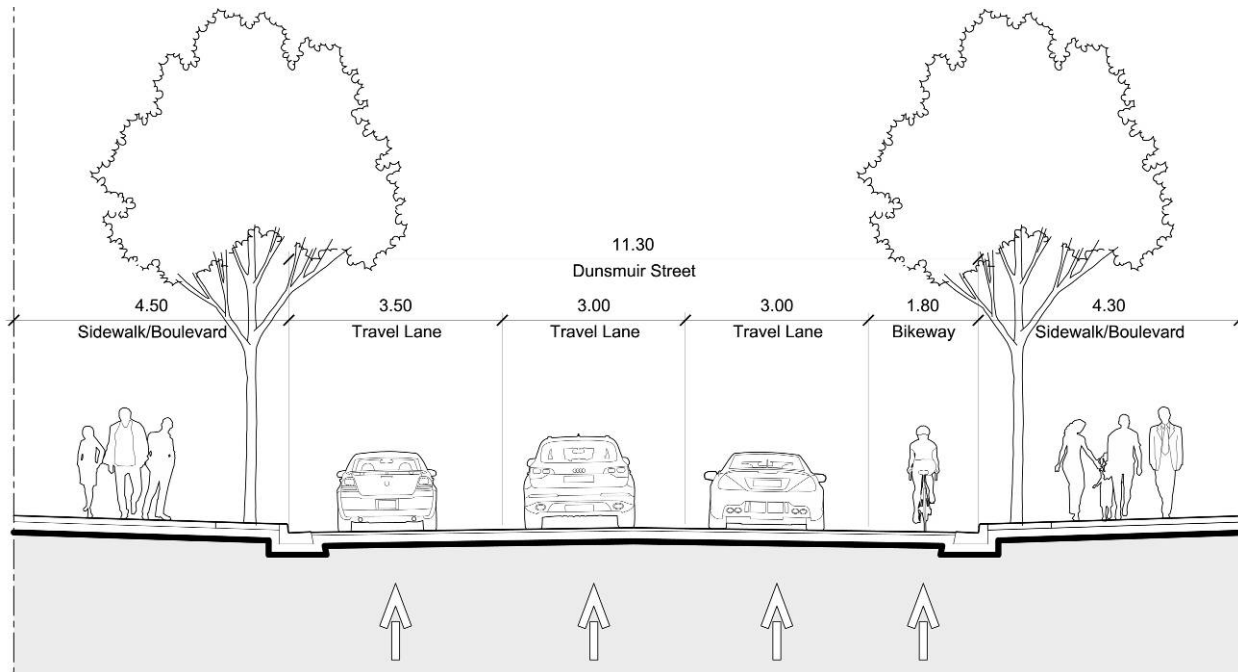 11.30
Dunsmuir Street
4.50
3.50
3.00
3.00
1.80
4.30
Sidewalk/Boulevard
Travel Lane
Travel Lane
Travel Lane
Bikeway
Sidewalk/Boulevard